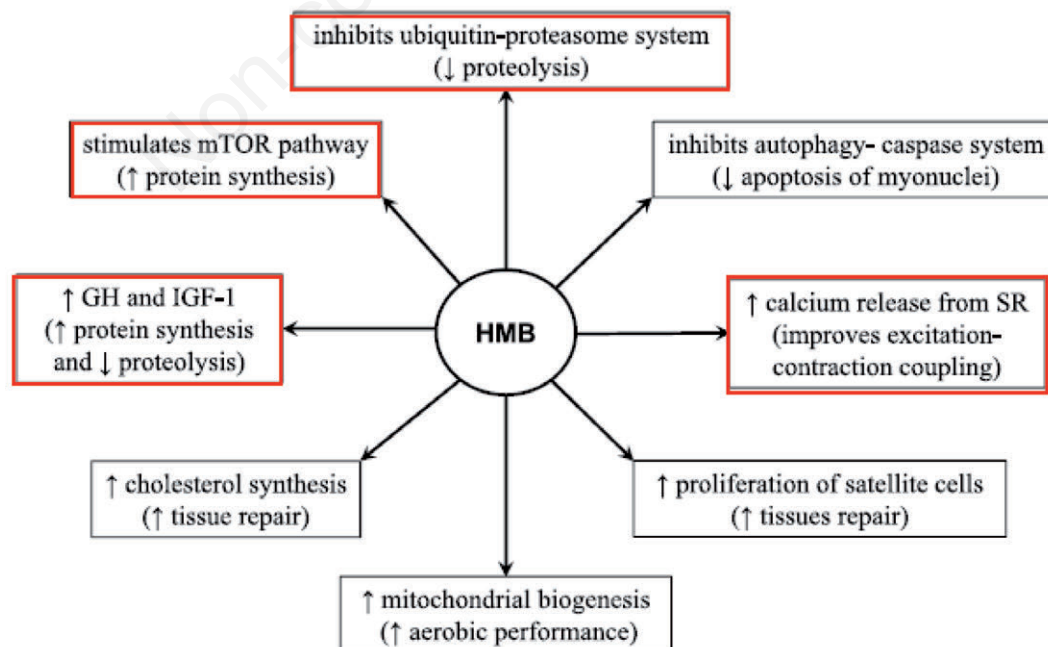 inhibits ubiquitin-proteasome system
(↓ proteolysis)
stimulates mTOR pathway
(↑ protein synthesis)
inhibits autophagy- caspase system
(↓ apoptosis of myonuclei)
↑ GH and IGF-1
(↑ protein synthesis
and ↓ proteolysis)
HMB
↑ calcium release from SR
(improves excitation-
contraction coupling)
↑ cholesterol synthesis
(↑ tissue repair)
↑ proliferation of satellite cells
(↑ tissues repair)
↑ mitochondrial biogenesis
(↑ aerobic performance)